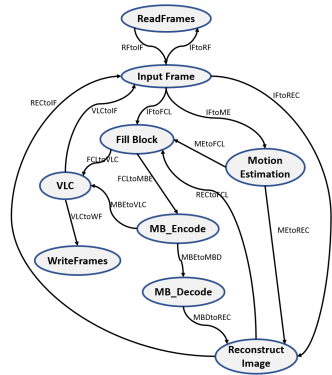 ReadFrames
RFtoIF
IFtoRF
Input Frame
RECtoIF
VLCtoIF
IFtoFCL
IFtoME
IFtoREC
Fill Block
MEtoFCL
Motion
Estimation
FCLtoVLC
FCLtoMBE
RECtoFCL
VLC
MBEtoVLC
VLCtoWF
MB_Encode
MEtoREC
WriteFrames
MBEtoMBD
MB_Decode
MBDtoREC
Reconstruct
Image